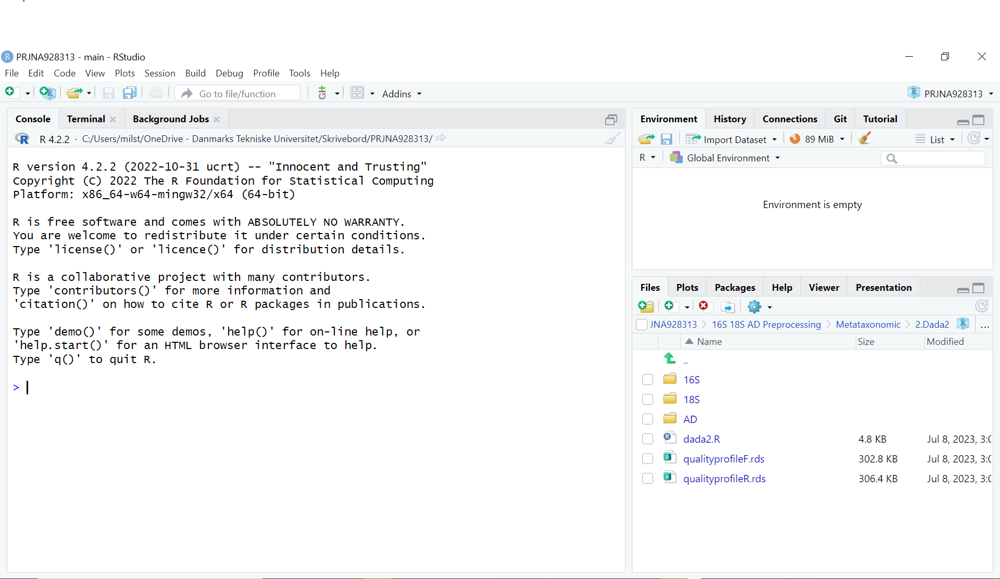 PRJNA928313 - main - RStudio
File Edit Code View Plots Session Build Debug Profile Tools Help
Go to file/function Addins PRJNA928313
Console Terminal Background Jobs
R 4.2.2 · C:/Users/milst/OneDrive - Danmarks Tekniske Universitet/Skrivebord/PRJNA928313/
R version 4.2.2 (2022-10-31 ucrt) -- "Innocent and Trusting"
Copyright (C) 2022 The R Foundation for Statistical Computing
Platform: x86_64-w64-mingw32/x64 (64-bit)
R is free software and comes with ABSOLUTELY NO WARRANTY.
You are welcome to redistribute it under certain conditions.
Type 'license()' or 'licence()' for distribution details.
R is a collaborative project with many contributors.
Type 'contributors()' for more information and
'citation()' on how to cite R or R packages in publications.
Type 'demo()' for some demos, 'help()' for on-line help, or
'help.start()' for an HTML browser interface to help.
Type 'q()' to quit R.
>
Environment History Connections Git Tutorial
Import Dataset 89 MiB List
R Global Environment
Environment is empty
Files Plots Packages Help Viewer Presentation
JNA928313 16S 18S AD Preprocessing Metataxonomic 2.Dada2 ...
Name Size Modified
..
16S
18S
AD
dada2.R 4.8 KB Jul 8, 2023, 3:0
qualityprofileF.rds 302.8 KB Jul 8, 2023, 3:0
qualityprofileR.rds 306.4 KB Jul 8, 2023, 3:0